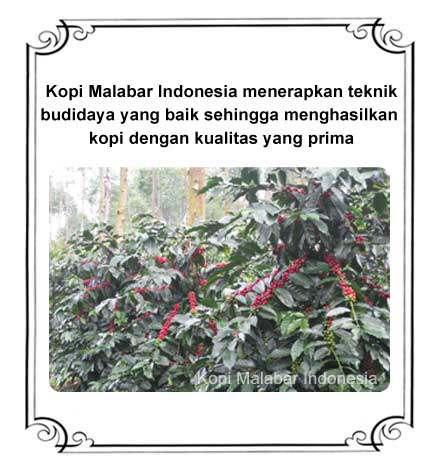 Kopi Malabar Indonesia menerapkan teknik
budidaya yang baik sehingga menghasilkan
kopi dengan kualitas yang prima
Kopi Malabar Indonesia